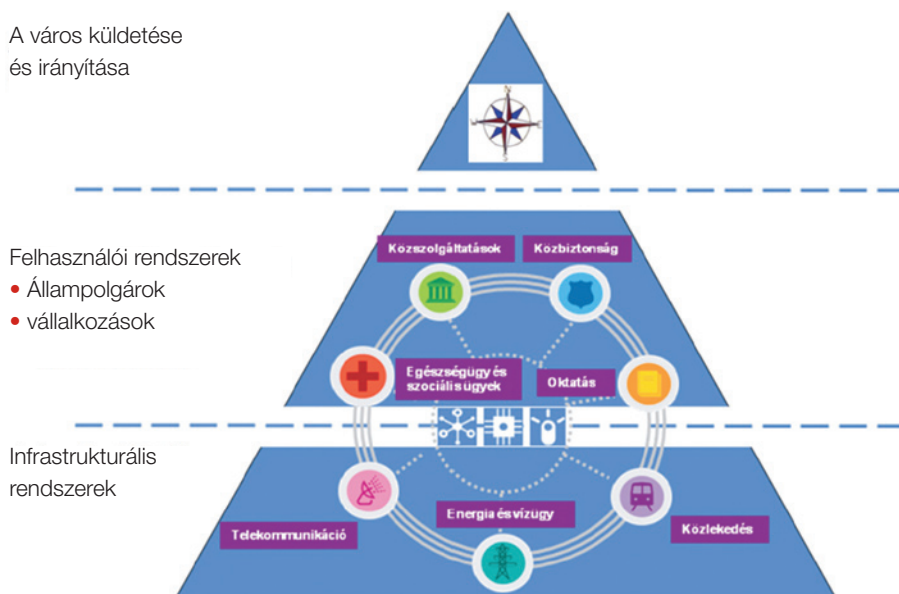 A város küldetése
és irányítása
N
S
Felhasználói rendszerek
• Állampolgárok
• vállalkozások
Közszolgáltatások
Közbiztonság
Egészségügy és
szociális ügyek
Oktatás
Infrastrukturális
rendszerek
Telekommunikáció
Energia és vízügy
Közlekedés